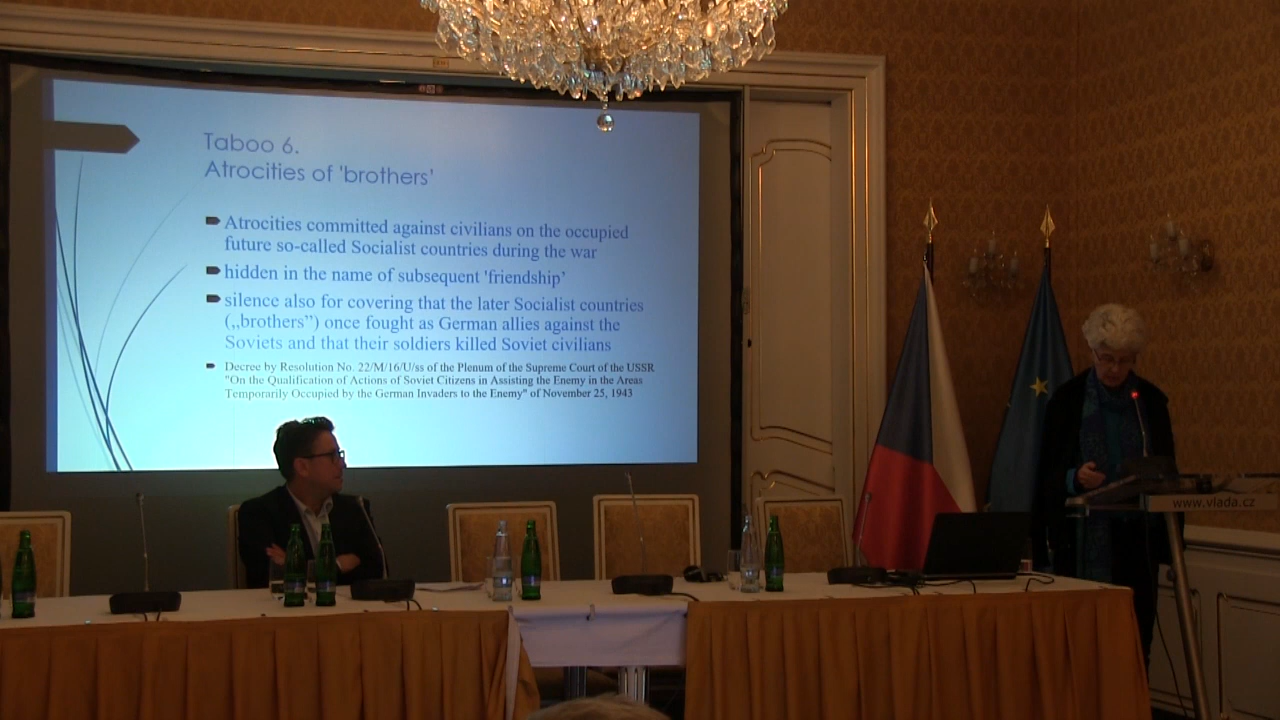 Taboo 6.
Atrocities of 'brothers'
Atrocities committed against civilians on the occupied
future so-called Socialist countries during the war
hidden in the name of subsequent 'friendship’
silence also for covering that the later Socialist countries
(„brothers”) once fought as German allies against the
Soviets and that their soldiers killed Soviet civilians
Decree by Resolution No. 22/M/16/U/ss of the Plenum of the Supreme Court of the USSR
"On the Qualification of Actions of Soviet Citizens in Assisting the Enemy in the Areas
Temporarily Occupied by the German Invaders to the Enemy" of November 25, 1943
www.vlada.cz